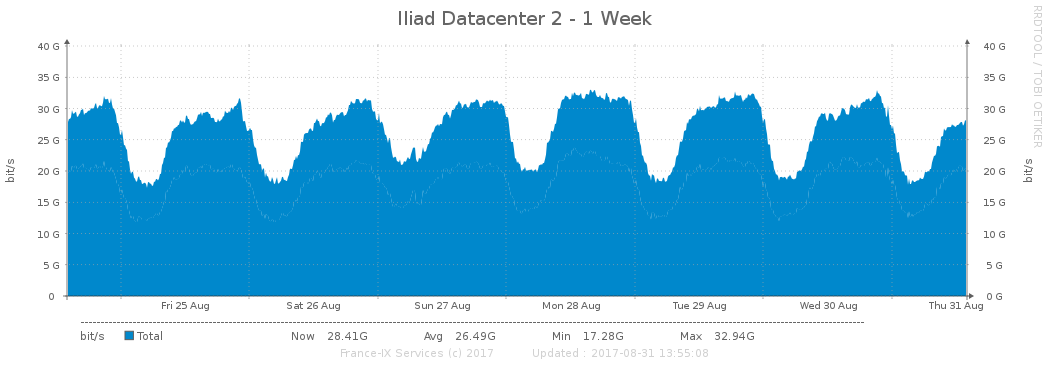 Iliad Datacenter 2 - 1 Week
RRDTOOL / TOBI OETIKER
40 G 40 G
35 G 35 G
30 G 30 G
25 G 25 G
20 G 20 G
15 G 15 G
10 G 10 G
5 G 5 G
0 0 G
bit/s
bit/s
Fri 25 Aug Sat 26 Aug Sun 27 Aug Mon 28 Aug Tue 29 Aug Wed 30 Aug Thu 31 Aug
bit/s Total Now 28.41G Avg 26.49G Min 17.28G Max 32.94G
France-IX Services (c) 2017 Updated : 2017-08-31 13:55:08